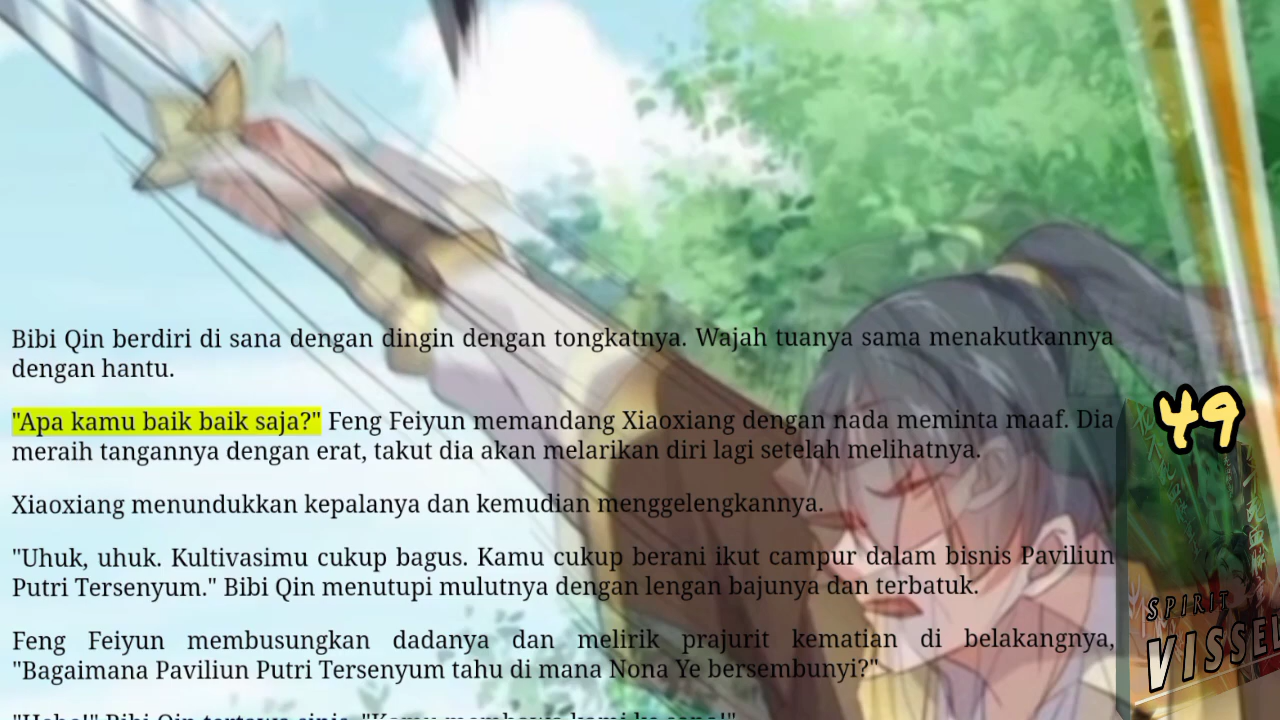 Bibi Qin berdiri di sana dengan dingin dengan tongkatnya. Wajah tuanya sama menakutkannya
dengan hantu.
"Apa kamu baik baik saja?" Feng Feiyun memandang Xiaoxiang dengan nada meminta maaf. Dia
meraih tangannya dengan erat, takut dia akan melarikan diri lagi setelah melihatnya.
Xiaoxiang menundukkan kepalanya dan kemudian menggelengkannya.
"Uhuk, uhuk. Kultivasimu cukup bagus. Kamu cukup berani ikut campur dalam bisnis Paviliun
Putri Tersenyum." Bibi Qin menutupi mulutnya dengan lengan bajunya dan terbatuk.
Feng Feiyun membusungkan dadanya dan melirik prajurit kematian di belakangnya,
"Bagaimana Paviliun Putri Tersenyum tahu di mana Nona Ye bersembunyi?"
49
SPIRIT
VISSEL